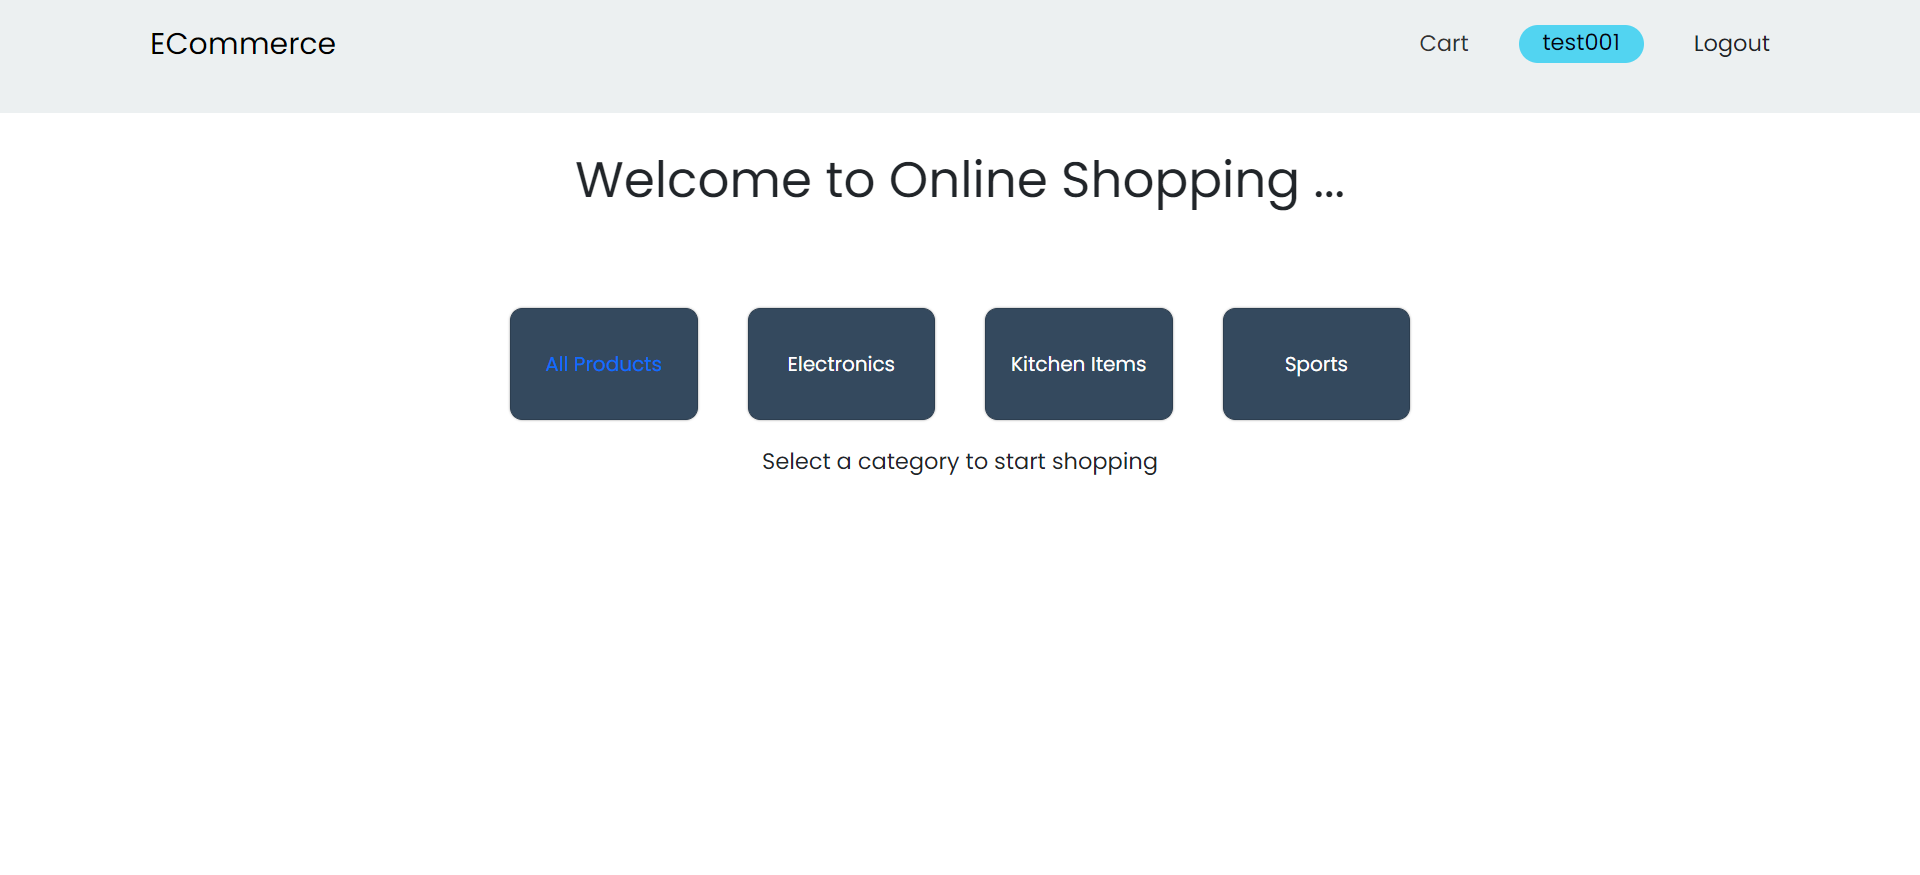 ECommerce
Cart
test001
Logout
Welcome to Online Shopping ...
All Products
Electronics
Kitchen Items
Sports
Select a category to start shopping